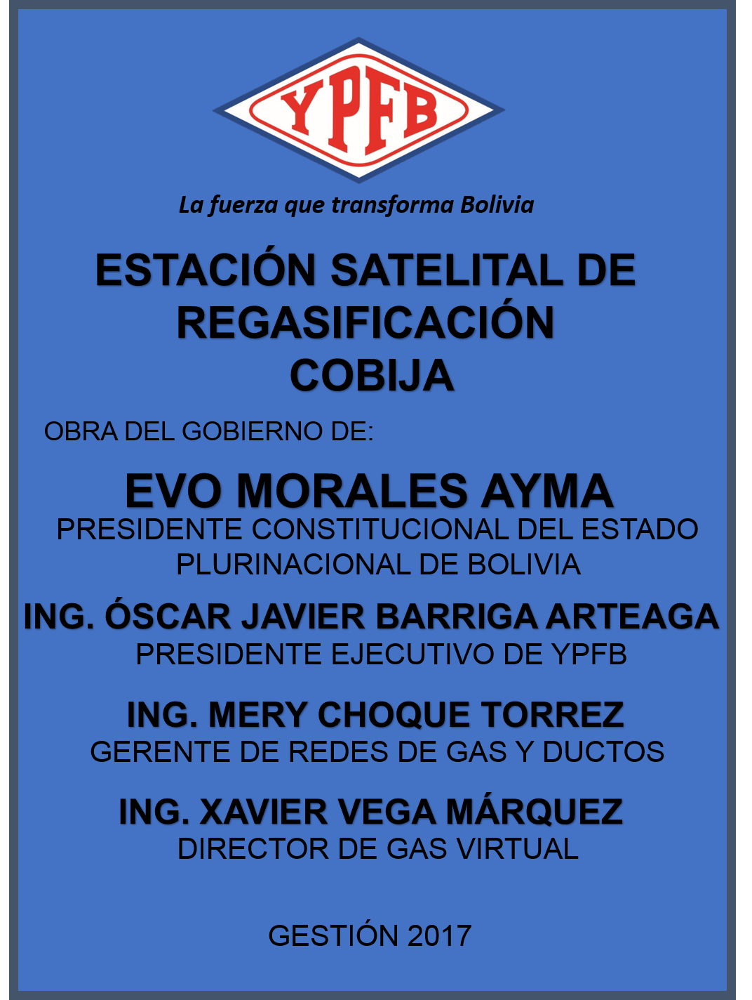 YPFB
La fuerza que transforma Bolivia
ESTACIÓN SATELITAL DE
REGASIFICACIÓN
COBIJA
OBRA DEL GOBIERNO DE:
EVO MORALES AYMA
PRESIDENTE CONSTITUCIONAL DEL ESTADO
PLURINACIONAL DE BOLIVIA
ING. ÓSCAR JAVIER BARRIGA ARTEAGA
PRESIDENTE EJECUTIVO DE YPFB
ING. MERY CHOQUE TORREZ
GERENTE DE REDES DE GAS Y DUCTOS
ING. XAVIER VEGA MÁRQUEZ
DIRECTOR DE GAS VIRTUAL
GESTIÓN 2017